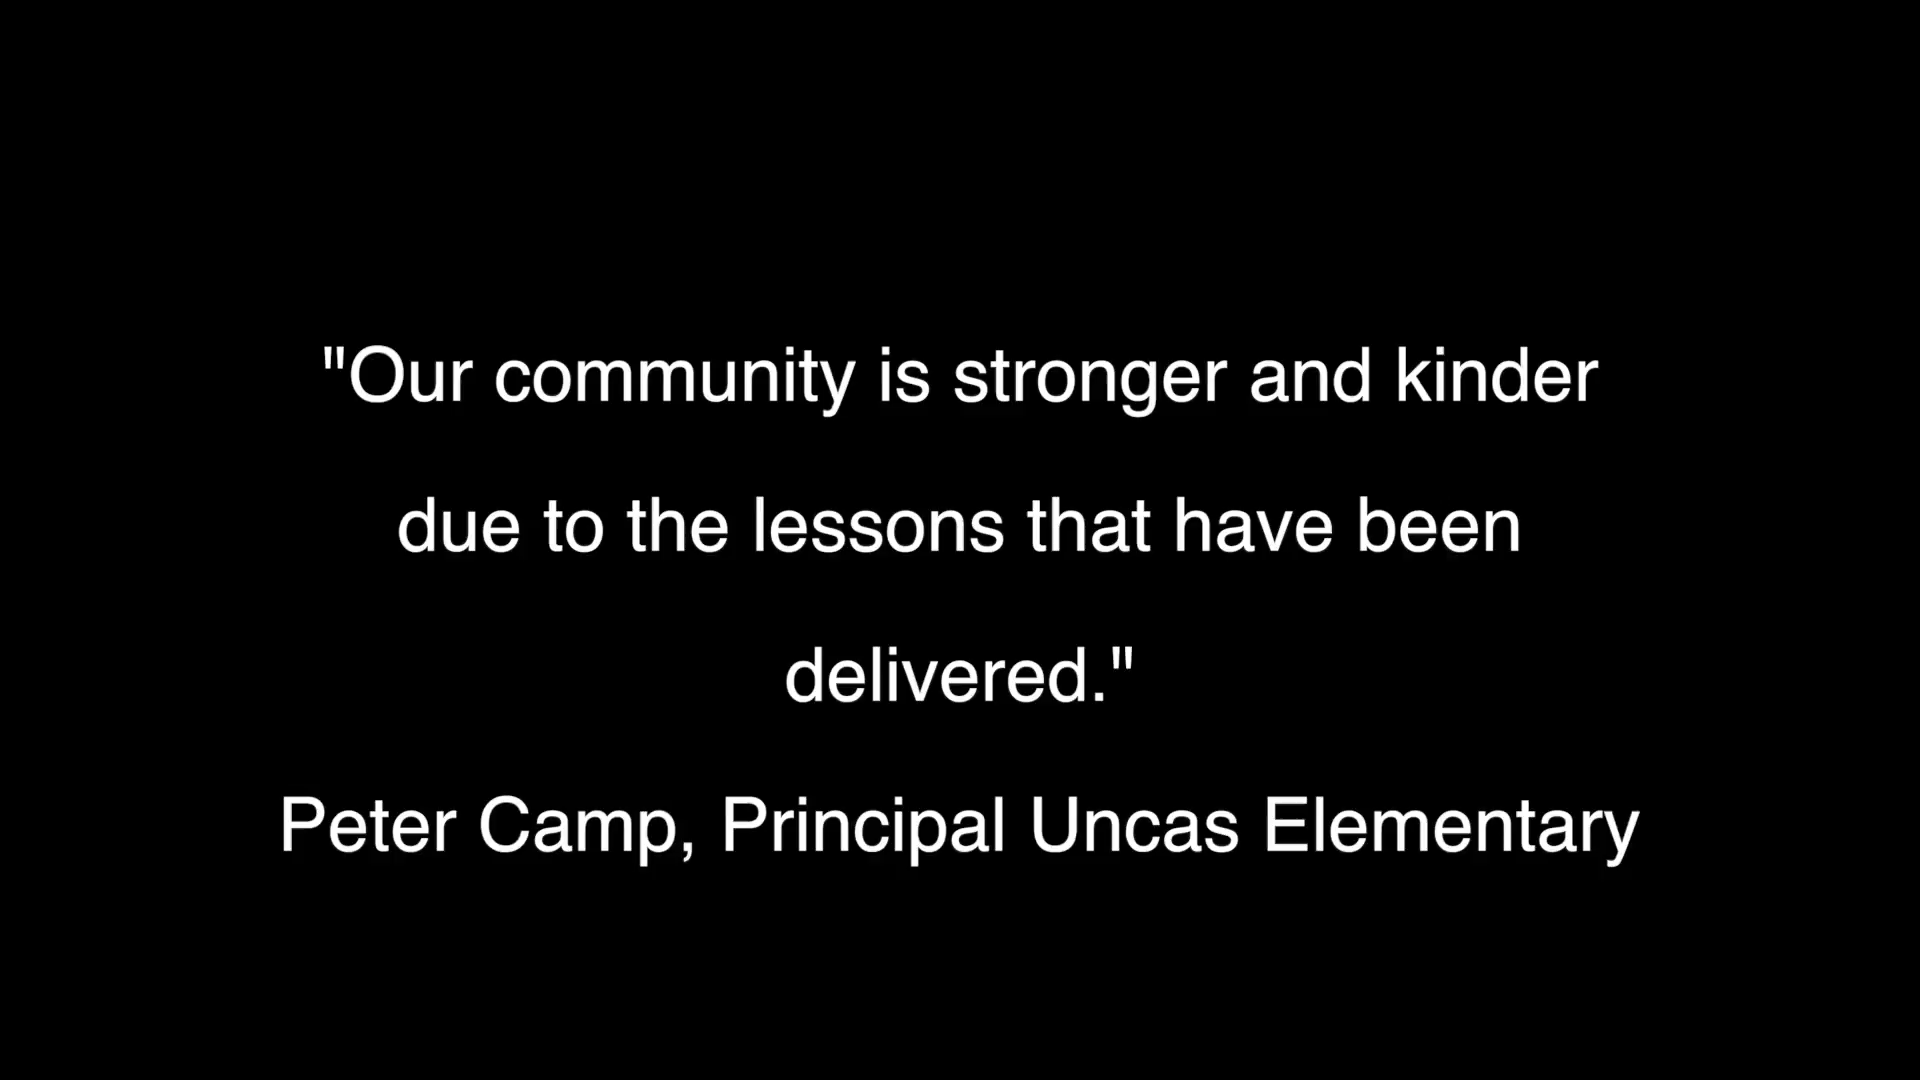 "Our community is stronger and kinder
due to the lessons that have been
delivered."
Peter Camp, Principal Uncas Elementary